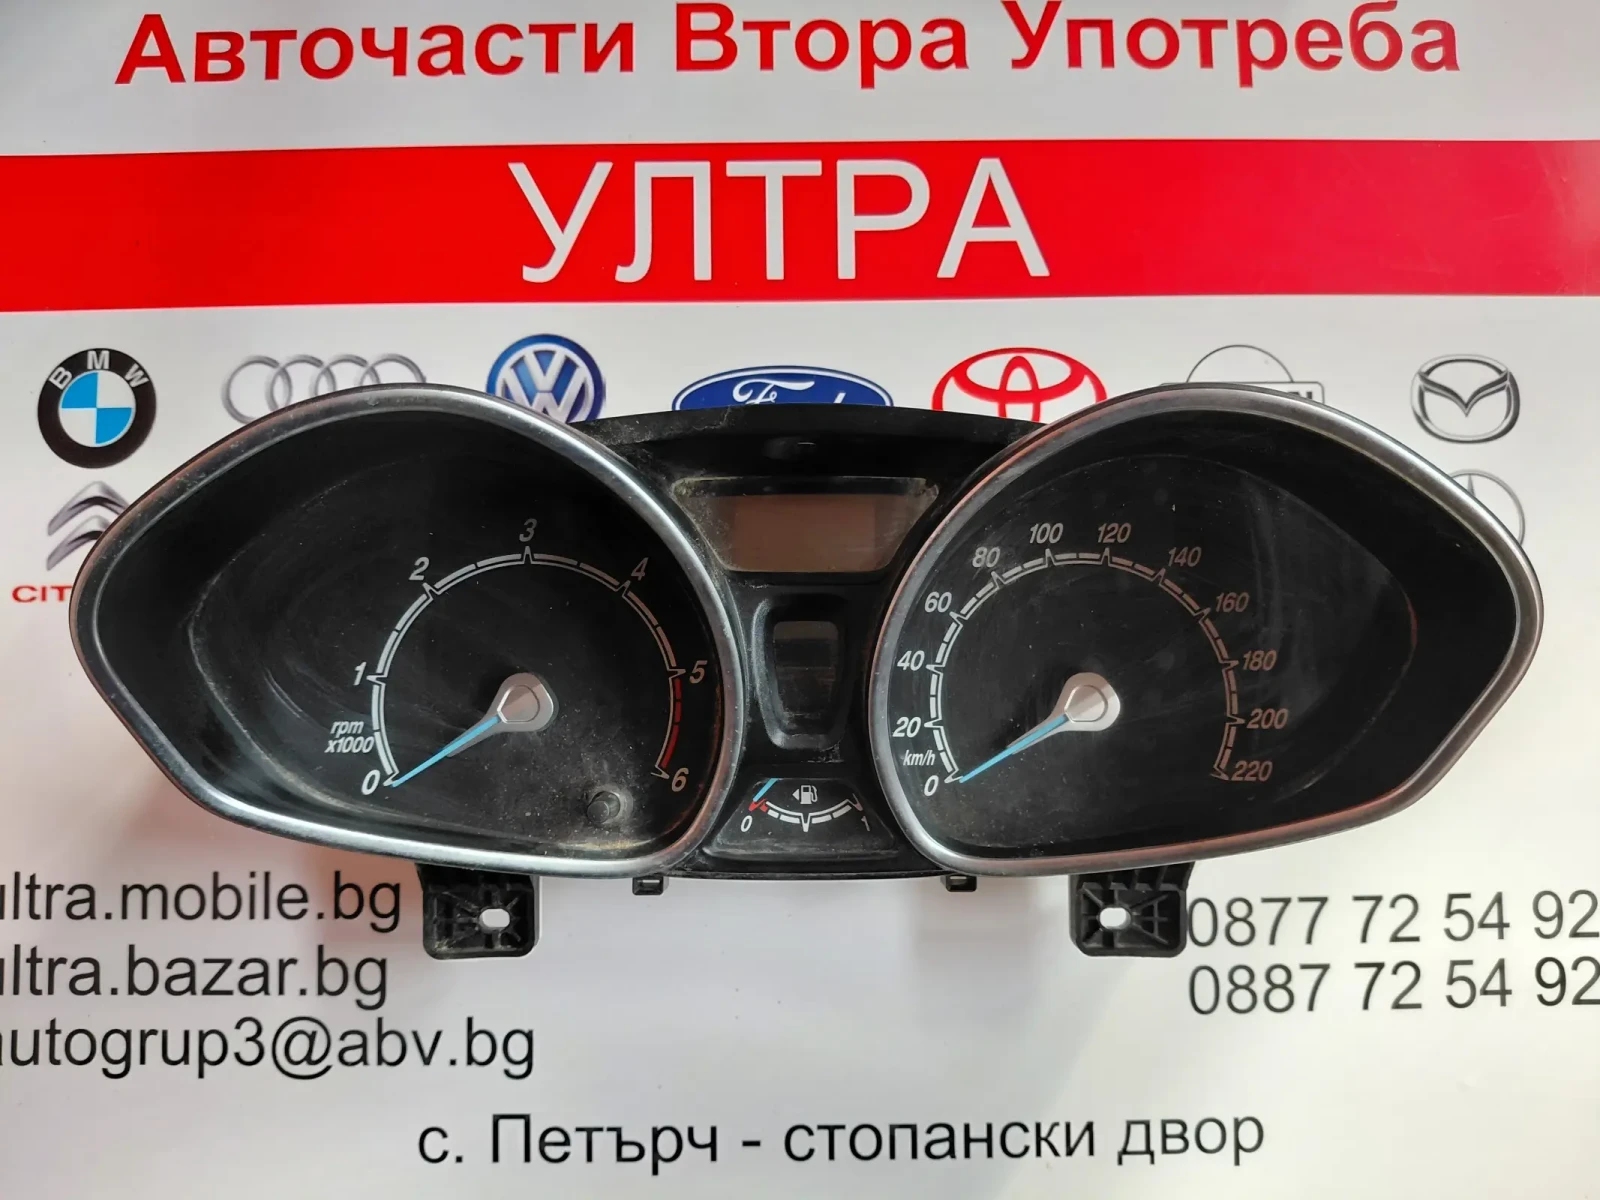 Авточасти Втора Употреба
УЛТРА
BMW
Ford
CIT
3
2
4
1
5
rpm
x1000
0
6
100
120
80
140
60
160
40
180
20
200
km/h
0
220
0
1
ultra.mobile.bg
ultra.bazar.bg
autogrup3@abv.bg
0877 72 54 92
0887 72 54 92
с. Петърч - стопански двор